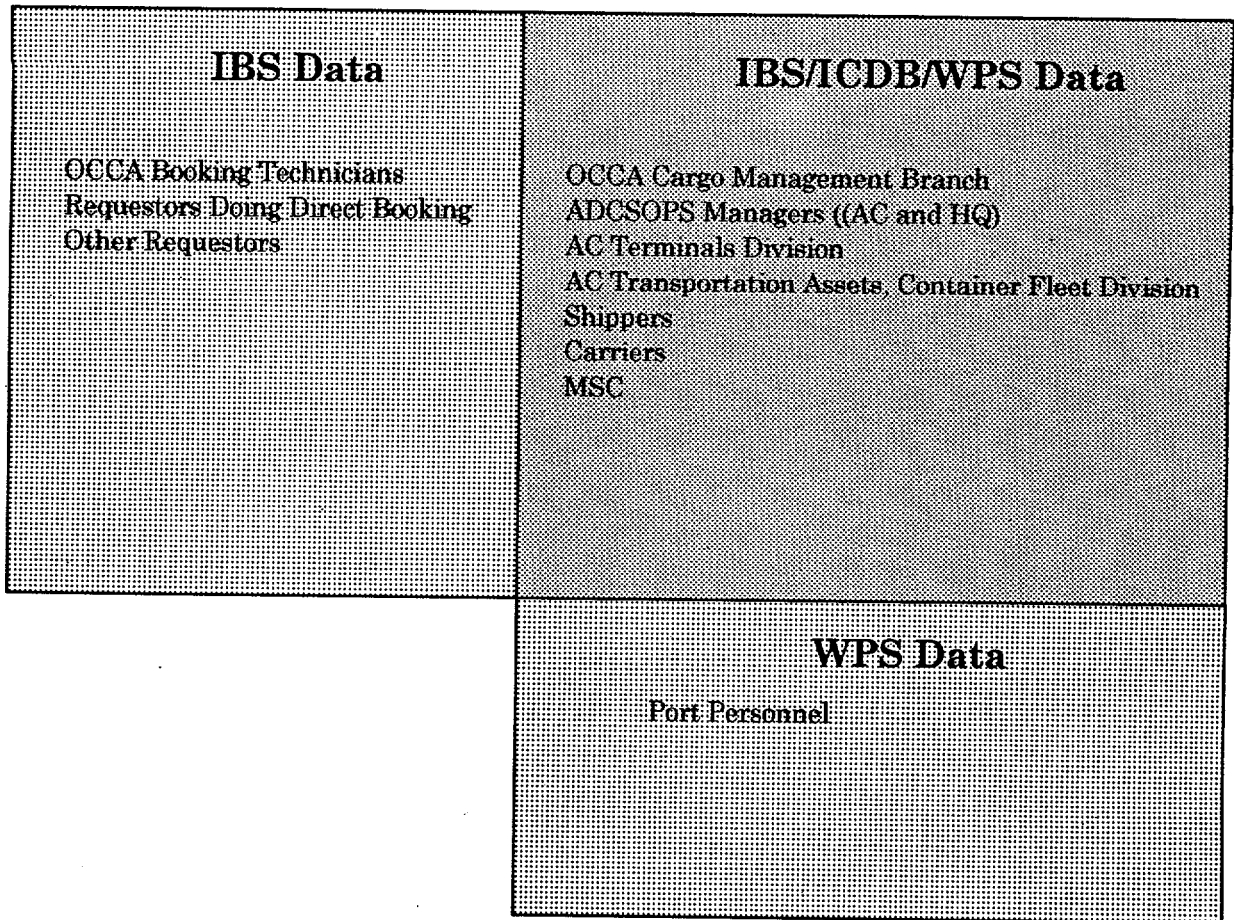 IBS Data
OCCA Booking Technicians
Requestors Doing Direct Booking
Other Requestors
IBS/ICDB/WPS Data
OCCA Cargo Management Branch
ADCSOPS Managers ((AC and HQ)
AC Terminals Division
AC Transportation Assets, Container Fleet Division
Shippers
Carriers
MSC
WPS Data
Port Personnel